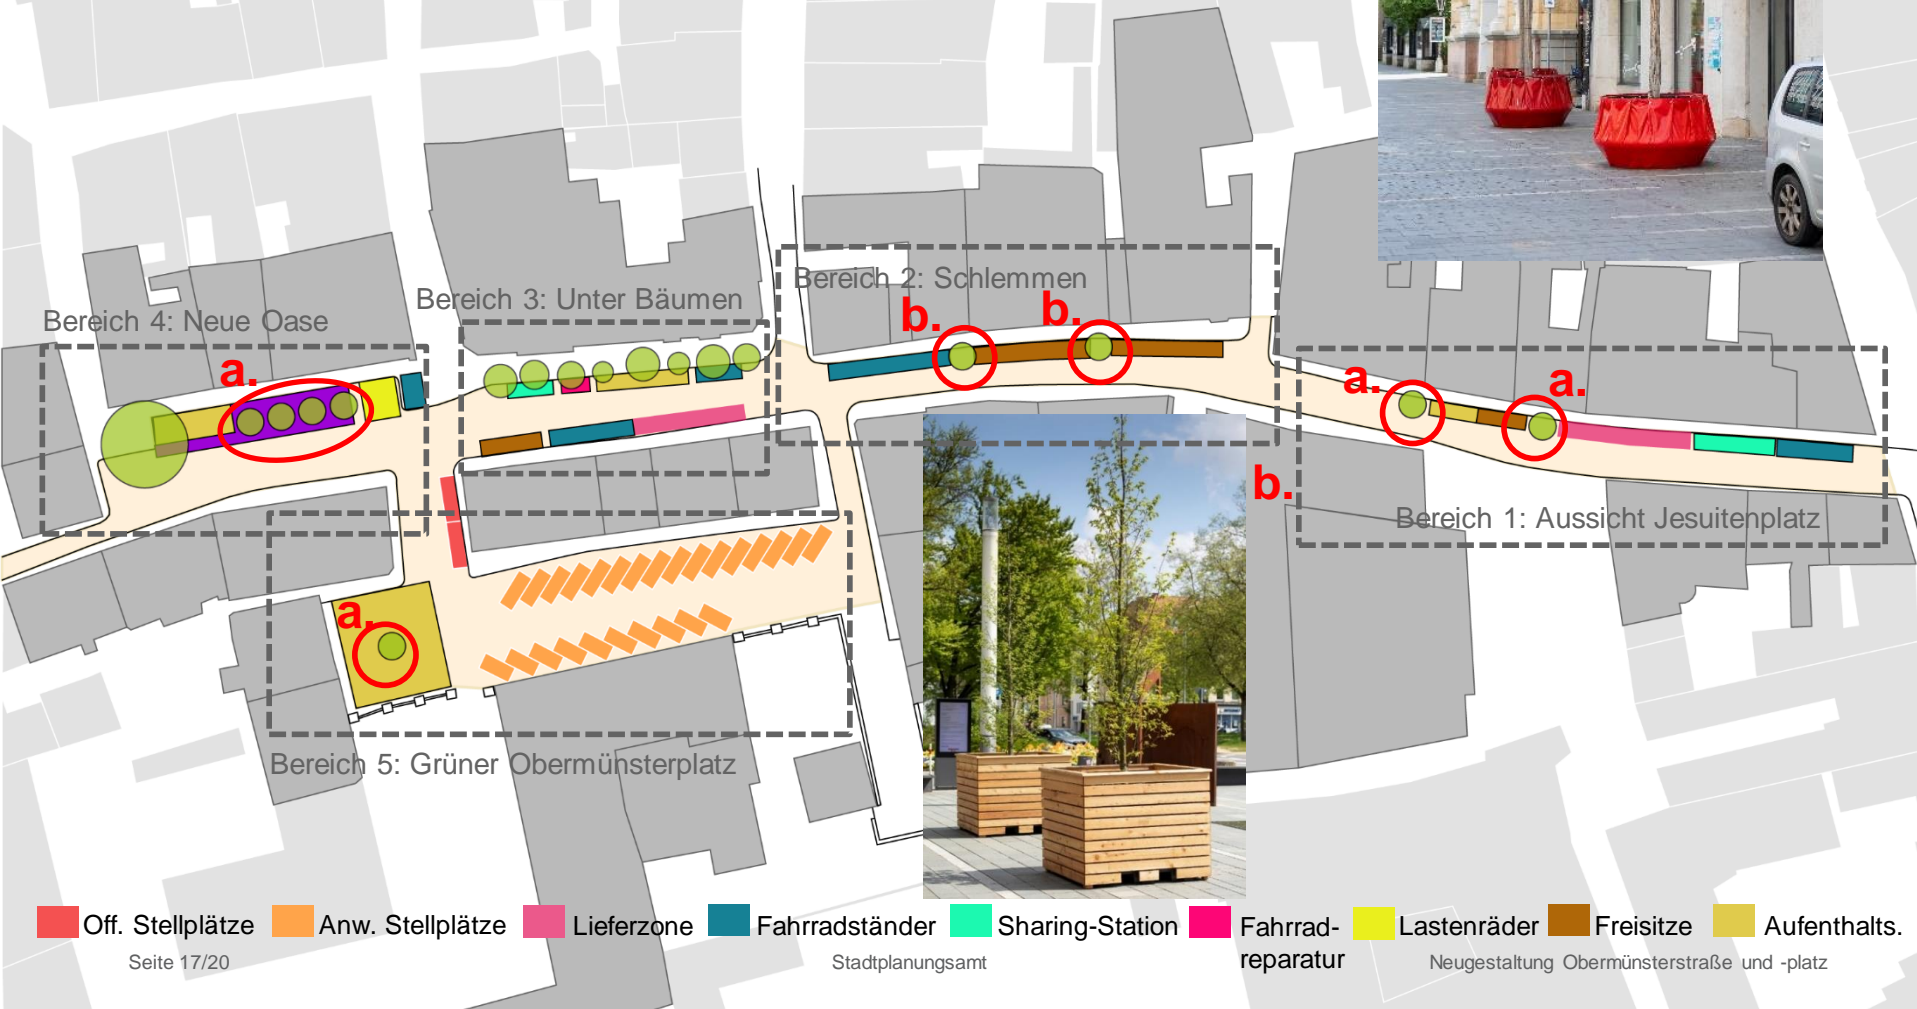 Bereich 2: Schlemmen
Bereich 3: Unter Bäumen
Bereich 4: Neue Oase
b.
b.
a.
a.
a.
b.
Bereich 1: Aussicht Jesuitenplatz
a.
Bereich 5: Grüner Obermünsterplatz
Off. Stellplätze
Anw. Stellplätze
Lieferzone
Fahrradständer
Sharing-Station
Fahrrad-
reparatur
Lastenräder
Freisitze
Aufenthalts.
Seite 17/20
Stadtplanungsamt
Neugestaltung Obermünsterstraße und -platz